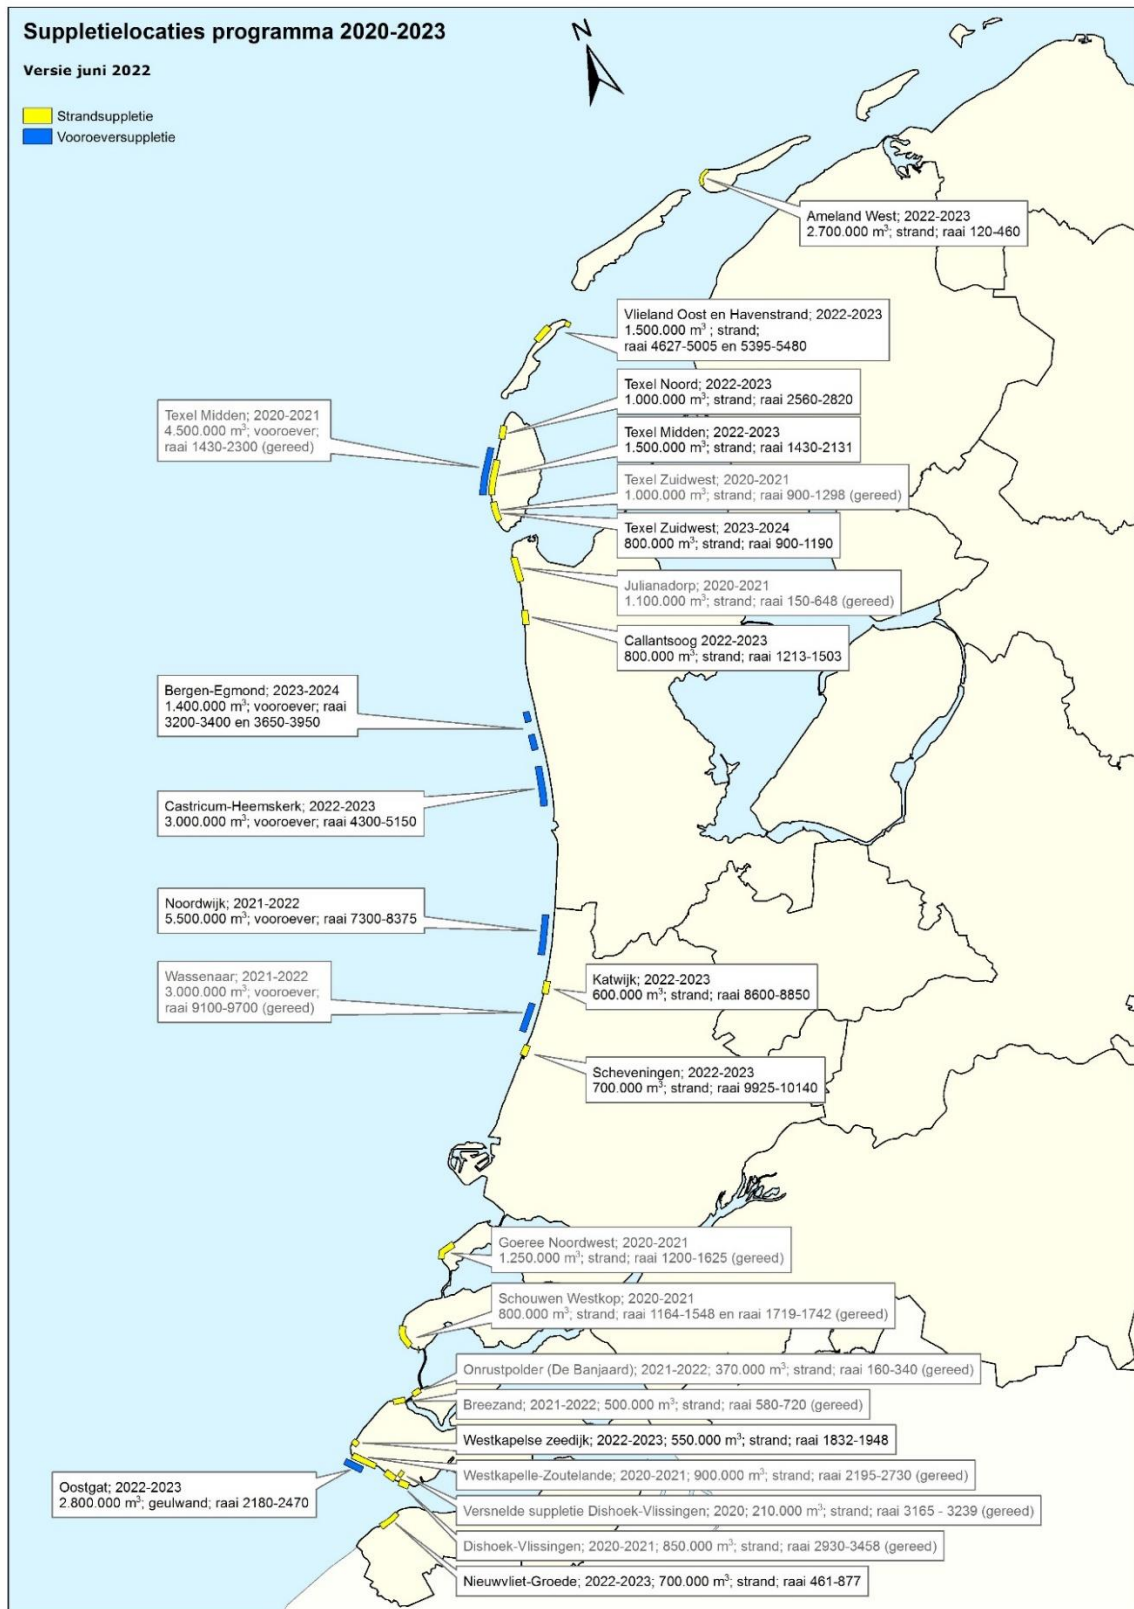 Suppletielocaties programma 2020-2023
Versie juni 2022
Strandsuppletie
Vooroeversuppletie
N
Ameland West; 2022-2023
2.700.000 m³; strand; raai 120-460
Vlieland Oost en Havenstrand; 2022-2023
1.500.000 m³ ; strand;
raai 4627-5005 en 5395-5480
Texel Noord; 2022-2023
1.000.000 m³; strand; raai 2560-2820
Texel Midden; 2020-2021
4.500.000 m³; vooroever;
raai 1430-2300 (gereed)
Texel Midden; 2022-2023
1.500.000 m³; strand; raai 1430-2131
Texel Zuidwest; 2020-2021
1.000.000 m³; strand; raai 900-1298 (gereed)
Texel Zuidwest; 2023-2024
800.000 m³; strand; raai 900-1190
Julianadorp; 2020-2021
1.100.000 m³; strand; raai 150-648 (gereed)
Callantsoog 2022-2023
800.000 m³; strand; raai 1213-1503
Bergen-Egmond; 2023-2024
1.400.000 m³; vooroever; raai
3200-3400 en 3650-3950
Castricum-Heemskerk; 2022-2023
3.000.000 m³; vooroever; raai 4300-5150
Noordwijk; 2021-2022
5.500.000 m³; vooroever; raai 7300-8375
Wassenaar; 2021-2022
3.000.000 m³; vooroever;
raai 9100-9700 (gereed)
Katwijk; 2022-2023
600.000 m³; strand; raai 8600-8850
Scheveningen; 2022-2023
700.000 m³; strand; raai 9925-10140
Goeree Noordwest; 2020-2021
1.250.000 m³; strand; raai 1200-1625 (gereed)
Schouwen Westkop; 2020-2021
800.000 m³; strand; raai 1164-1548 en raai 1719-1742 (gereed)
Onrustpolder (De Banjaard); 2021-2022; 370.000 m³; strand; raai 160-340 (gereed)
Breezand; 2021-2022; 500.000 m³; strand; raai 580-720 (gereed)
Westkapelse zeedijk; 2022-2023; 550.000 m³; strand; raai 1832-1948
Westkapelle-Zoutelande; 2020-2021; 900.000 m³; strand; raai 2195-2730 (gereed)
Oostgat; 2022-2023
2.800.000 m³; geulwand; raai 2180-2470
Versnelde suppletie Dishoek-Vlissingen; 2020; 210.000 m³; strand; raai 3165 - 3239 (gereed)
Dishoek-Vlissingen; 2020-2021; 850.000 m³; strand; raai 2930-3458 (gereed)
Nieuwvliet-Groede; 2022-2023; 700.000 m³; strand; raai 461-877